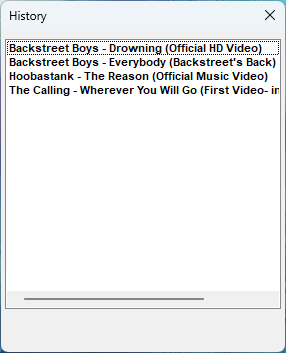 History
Backstreet Boys - Drowning (Official HD Video)
Backstreet Boys - Everybody (Backstreet's Back)
Hoobastank - The Reason (Official Music Video)
The Calling - Wherever You Will Go (First Video- in